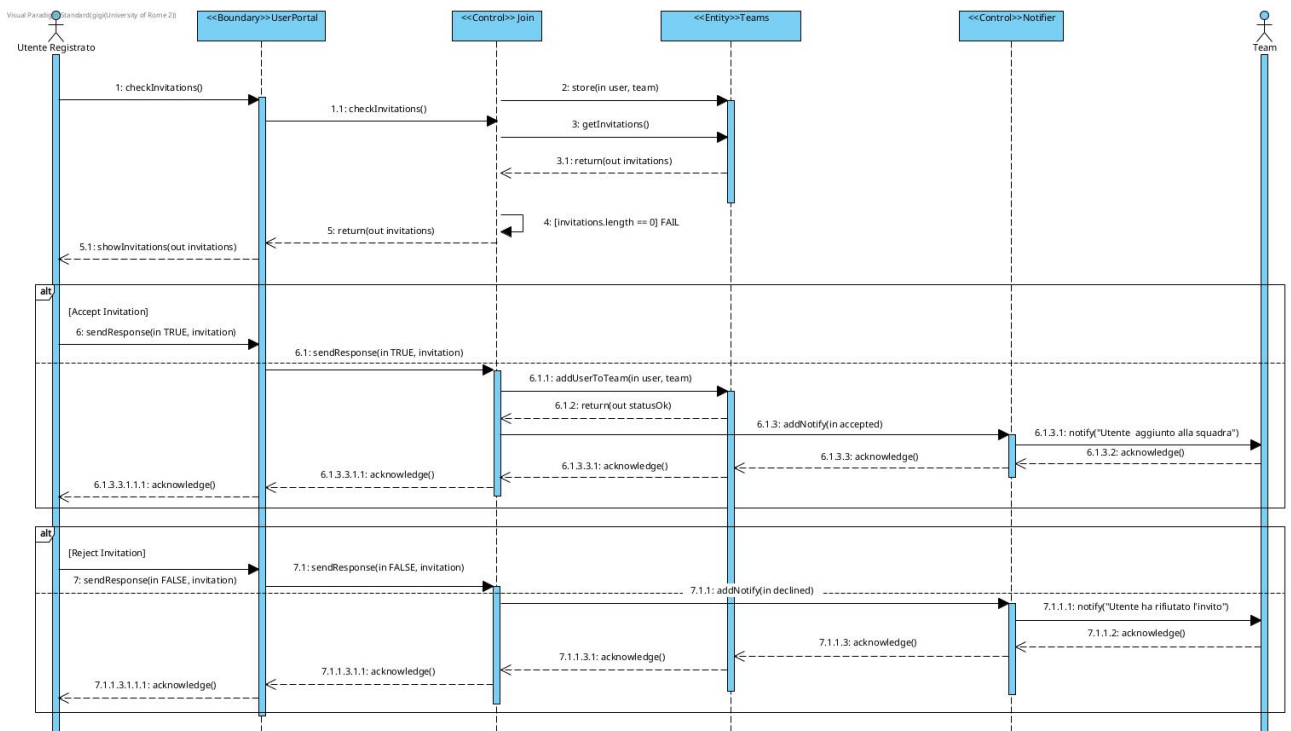 Visual Paradigm Standard(gigi(University of Rome 2))
<<Boundary>>UserPortal
<<Control>> Join
<<Entity>>Teams
<<Control>>Notifier
Utente Registrato
Team
1: checkInvitations()
2: store(in user, team)
1.1: checkInvitations()
3: getInvitations()
3.1: return(out invitations)
4: [invitations.length == 0] FAIL
5: return(out invitations)
5.1: showInvitations(out invitations)
alt
[Accept Invitation]
6: sendResponse(in TRUE, invitation)
6.1: sendResponse(in TRUE, invitation)
6.1.1: addUserToTeam(in user, team)
6.1.2: return(out statusOk)
6.1.3: addNotify(in accepted)
6.1.3.1: notify("Utente  aggiunto alla squadra")
6.1.3.2: acknowledge()
6.1.3.3: acknowledge()
6.1.3.3.1: acknowledge()
6.1.3.3.1.1: acknowledge()
6.1.3.3.1.1.1: acknowledge()
alt
[Reject Invitation]
7: sendResponse(in FALSE, invitation)
7.1: sendResponse(in FALSE, invitation)
7.1.1: addNotify(in declined)
7.1.1.1: notify("Utente ha rifiutato l'invito")
7.1.1.2: acknowledge()
7.1.1.3: acknowledge()
7.1.1.3.1: acknowledge()
7.1.1.3.1.1: acknowledge()
7.1.1.3.1.1.1: acknowledge()